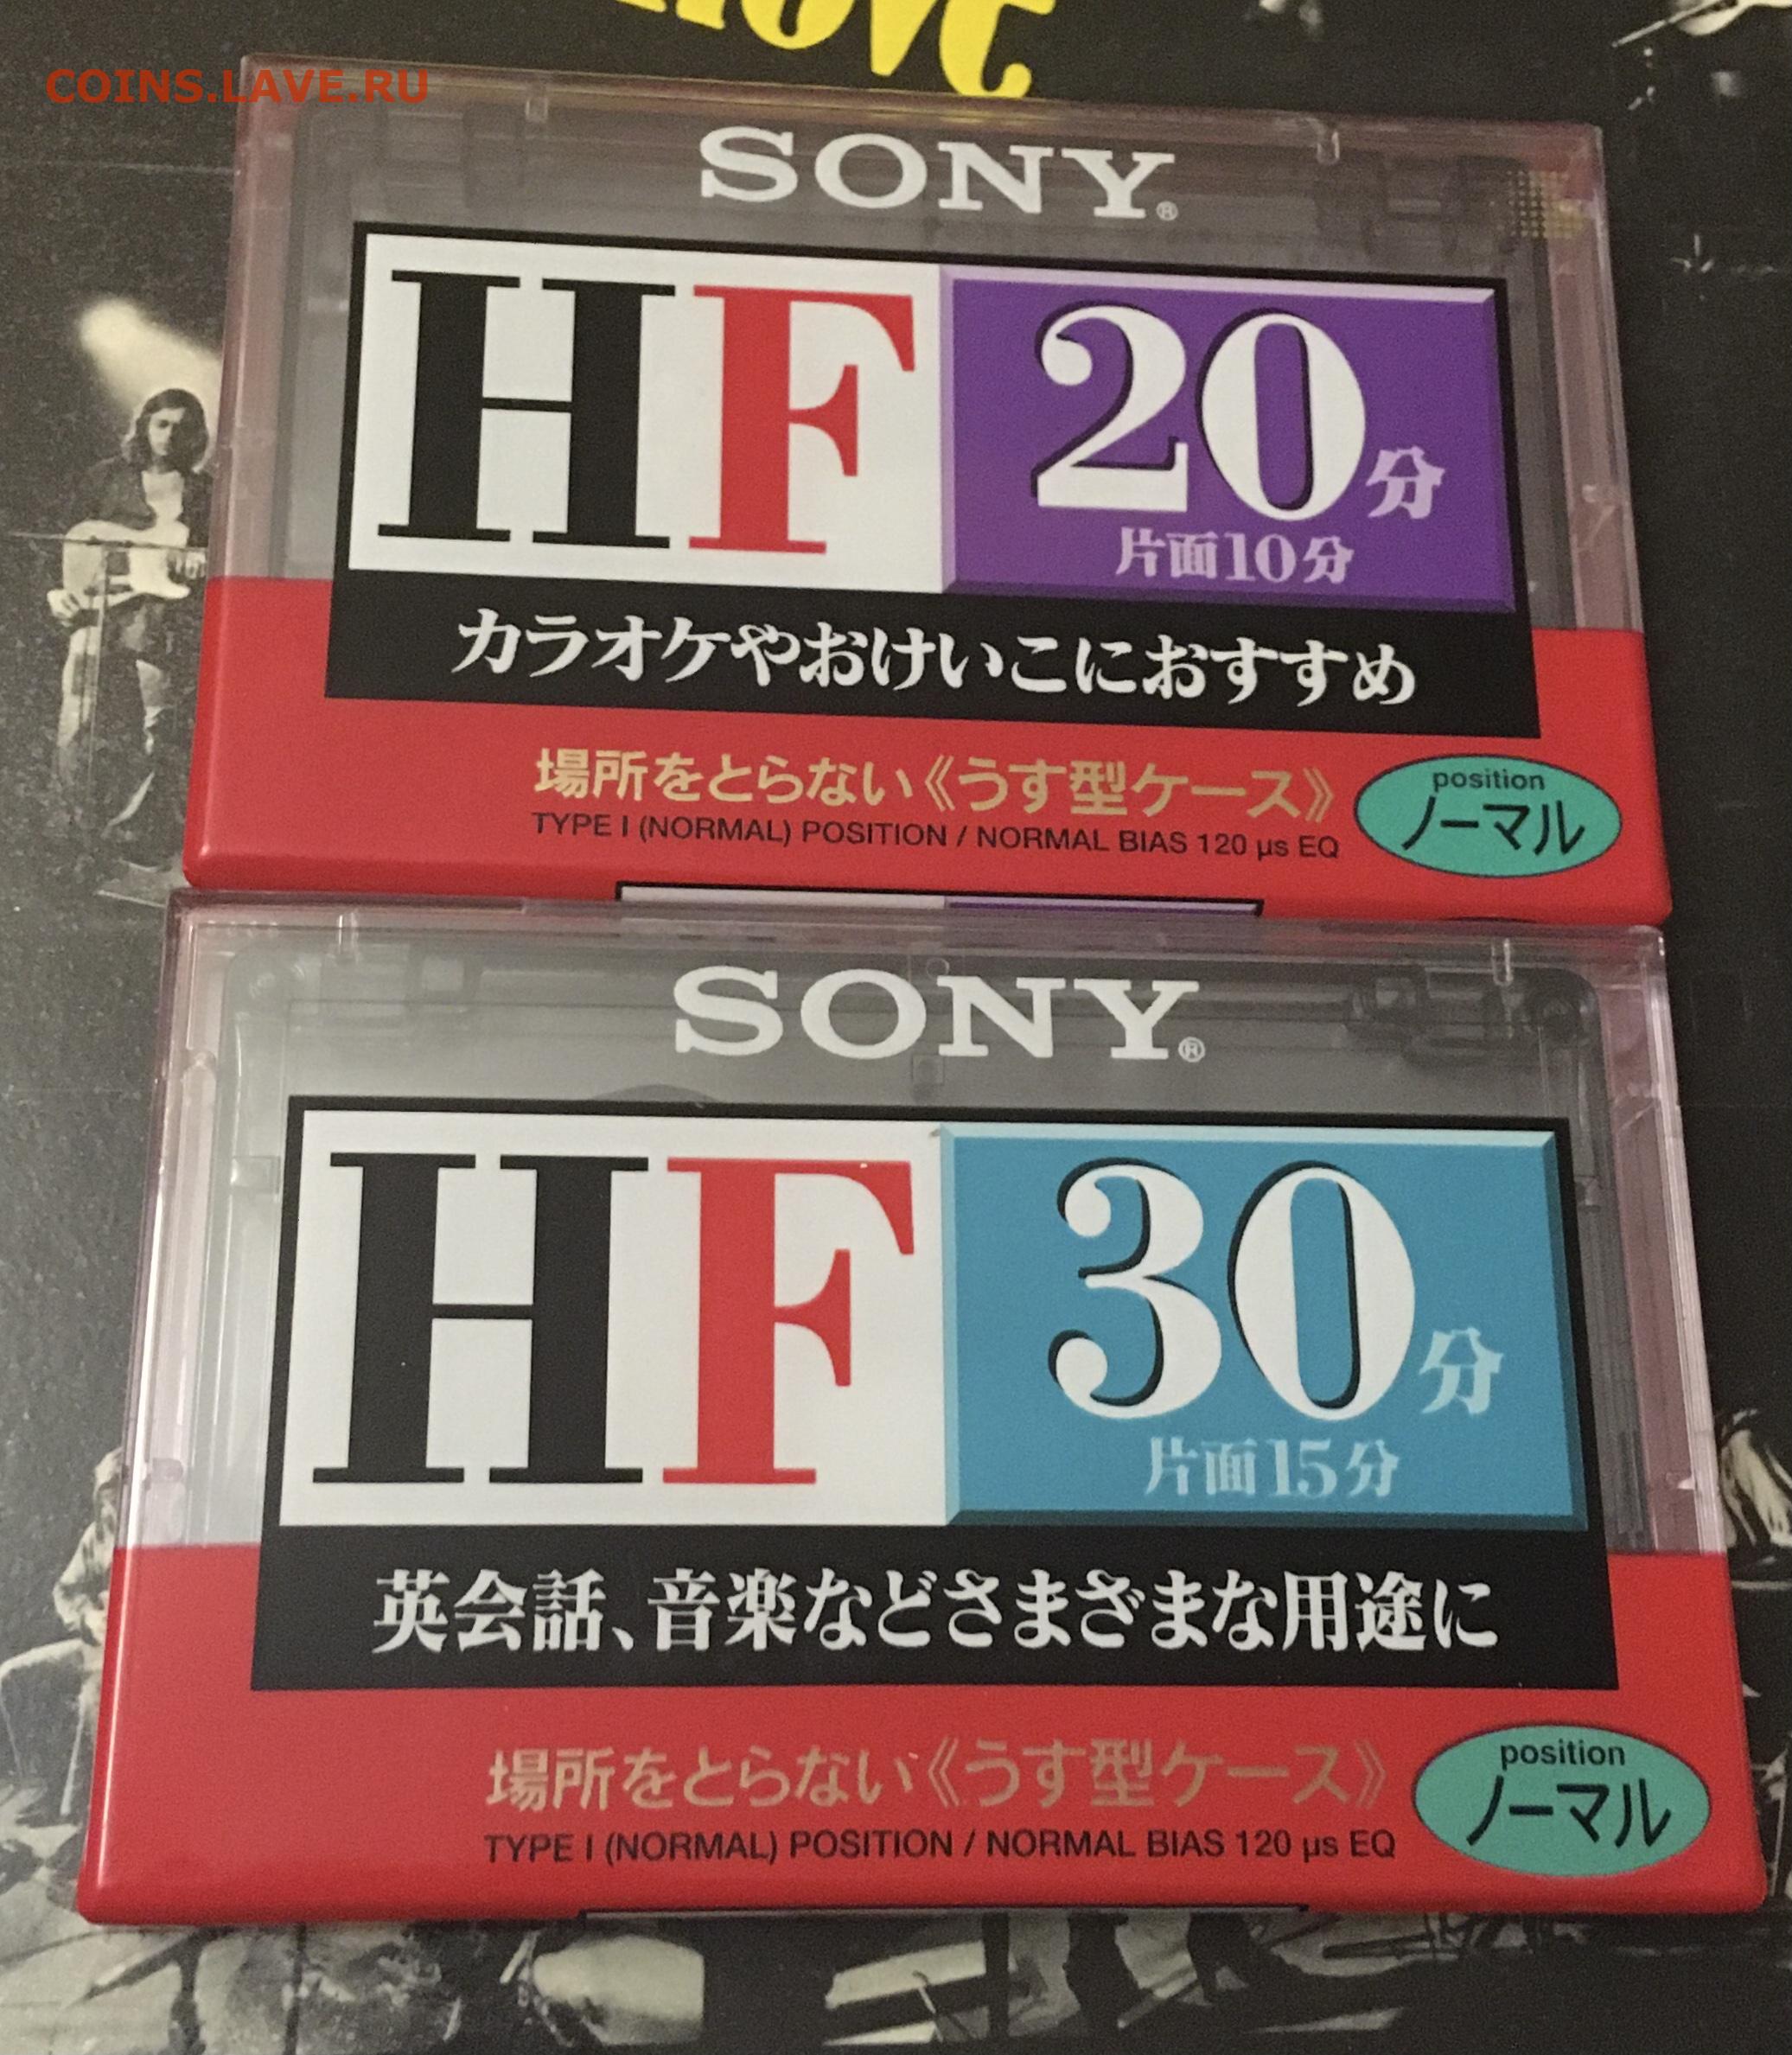 COINS.LAVE.RU
SONY®
HF 20分
片面10分
カラオケやおけいこにおすすめ
場所をとらない《うす型ケース》
TYPE I (NORMAL) POSITION / NORMAL BIAS 120 µs EQ
position
ノーマル
SONY®
HF 30分
片面15分
英会話、音楽などさまざまな用途に
場所をとらない《うす型ケース》
TYPE I (NORMAL) POSITION / NORMAL BIAS 120 µs EQ
position
ノーマル